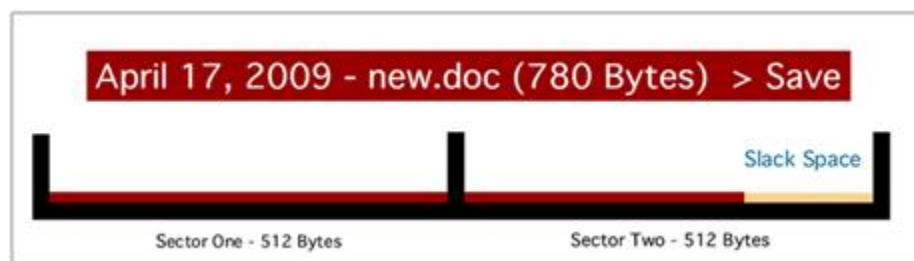 April 17, 2009 - new.doc (780 Bytes) > Save
Slack Space
Sector One - 512 Bytes
Sector Two - 512 Bytes